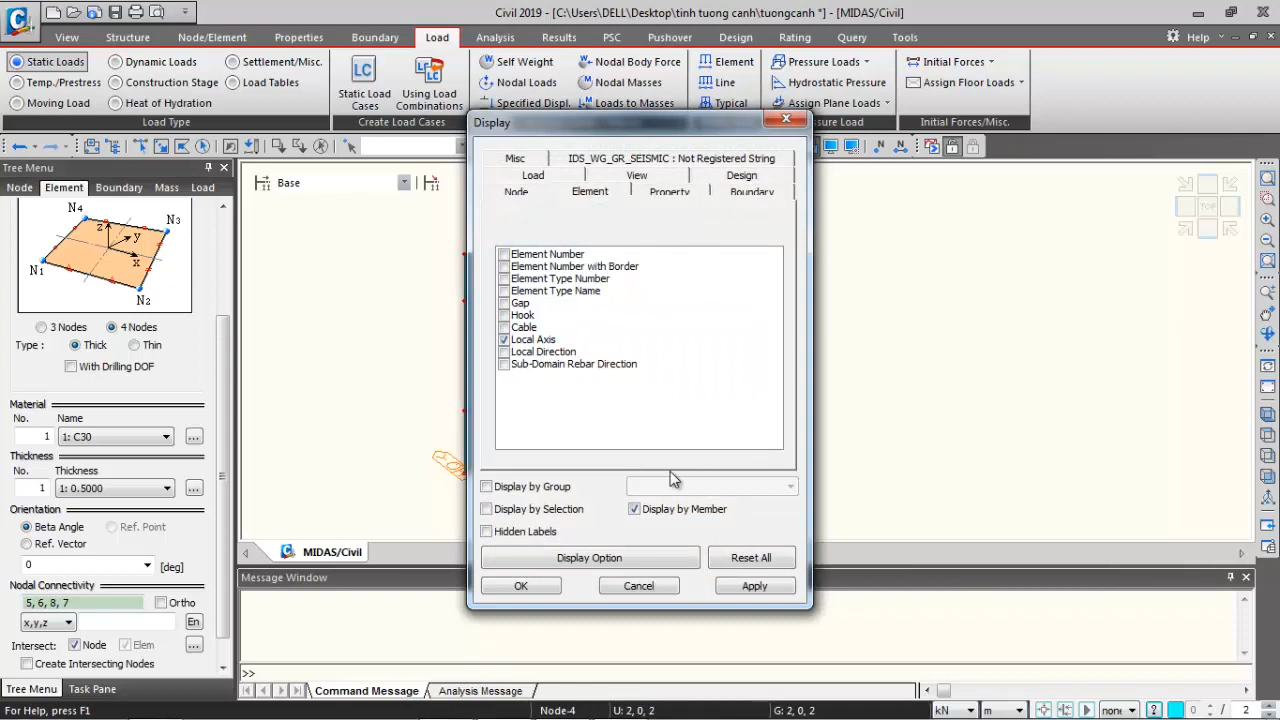 Civil 2019 - [C:\Users\DELL\Desktop\tinh tuong canh\tuongcanh *] - [MIDAS/Civil]
View Structure Node/Element Properties Boundary Load Analysis Results PSC Pushover Design Rating Query Tools Help
Static Loads Dynamic Loads Settlement/Misc.
Temp./Prestress Construction Stage Load Tables
Moving Load Heat of Hydration
Load Type
Static Load Cases
Using Load Combinations
Create Load Cases
Self Weight Nodal Body Force
Nodal Loads Nodal Masses
Specified Displ. Loads to Masses
Element
Line
Typical
Pressure Loads
Hydrostatic Pressure
Assign Plane Loads
Initial Forces
Assign Floor Loads
Initial Forces/Misc.
Tree Menu
Node Element Boundary Mass Load
N4
N3
N1
N2
z
y
x
3 Nodes 4 Nodes
Type : Thick Thin
With Drilling DOF
Material
No. Name
1 1: C30 ...
Thickness
No. Thickness
1 1: 0.5000 ...
Orientation
Beta Angle Ref. Point
Ref. Vector
0 [deg]
Nodal Connectivity
5, 6, 8, 7 Ortho
x,y,z En
Intersect: Node Elem ...
Create Intersecting Nodes
Tree Menu Task Pane
Base
TOP
Display
Misc IDS_WG_GR_SEISMIC : Not Registered String
Load View Design
Node Element Property Boundary
Element Number
Element Number with Border
Element Type Number
Element Type Name
Gap
Hook
Cable
Local Axis
Local Direction
Sub-Domain Rebar Direction
Display by Group
Display by Selection Display by Member
Hidden Labels
Display Option Reset All
OK Cancel Apply
MIDAS/Civil
Message Window
>>
Command Message Analysis Message
For Help, press F1 Node-4 U: 2, 0, 2 G: 2, 0, 2 kN m none ? 0 / 2